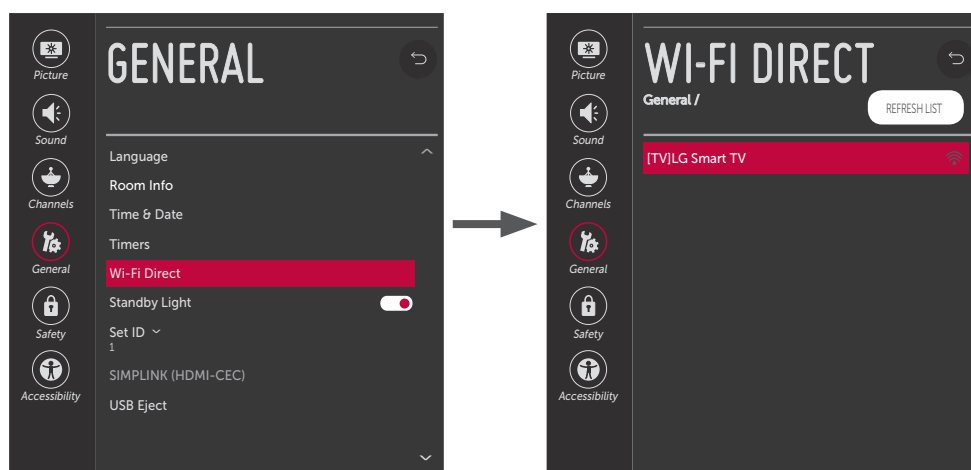 Picture
Sound
Channels
General
Safety
Accessibility
GENERAL
Language
Room Info
Time & Date
Timers
Wi-Fi Direct
Standby Light
Set ID
1
SIMPLINK (HDMI-CEC)
USB Eject
Picture
Sound
Channels
General
Safety
Accessibility
WI-FI DIRECT
General /
REFRESH LIST
[TV]LG Smart TV